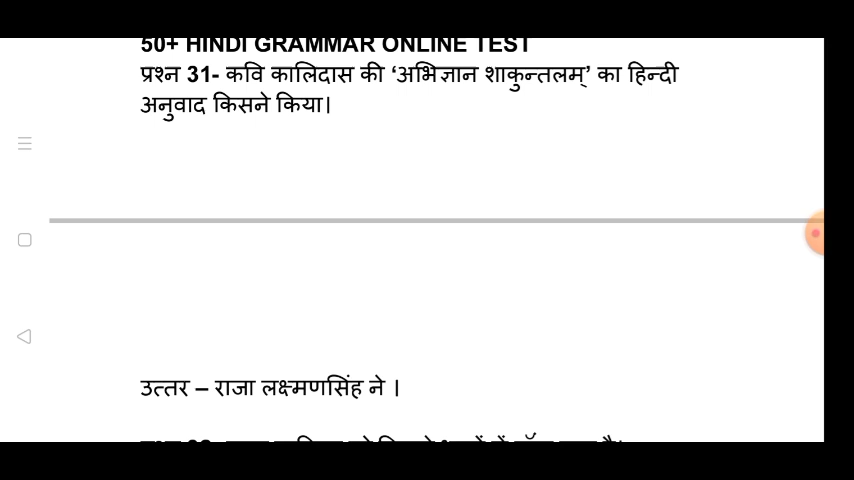 50+ HINDI GRAMMAR ONLINE TEST
प्रश्न 31- कवि कालिदास की ‘अभिज्ञान शाकुन्तलम्’ का हिन्दी
अनुवाद किसने किया।
उत्तर – राजा लक्ष्मणसिंह ने ।